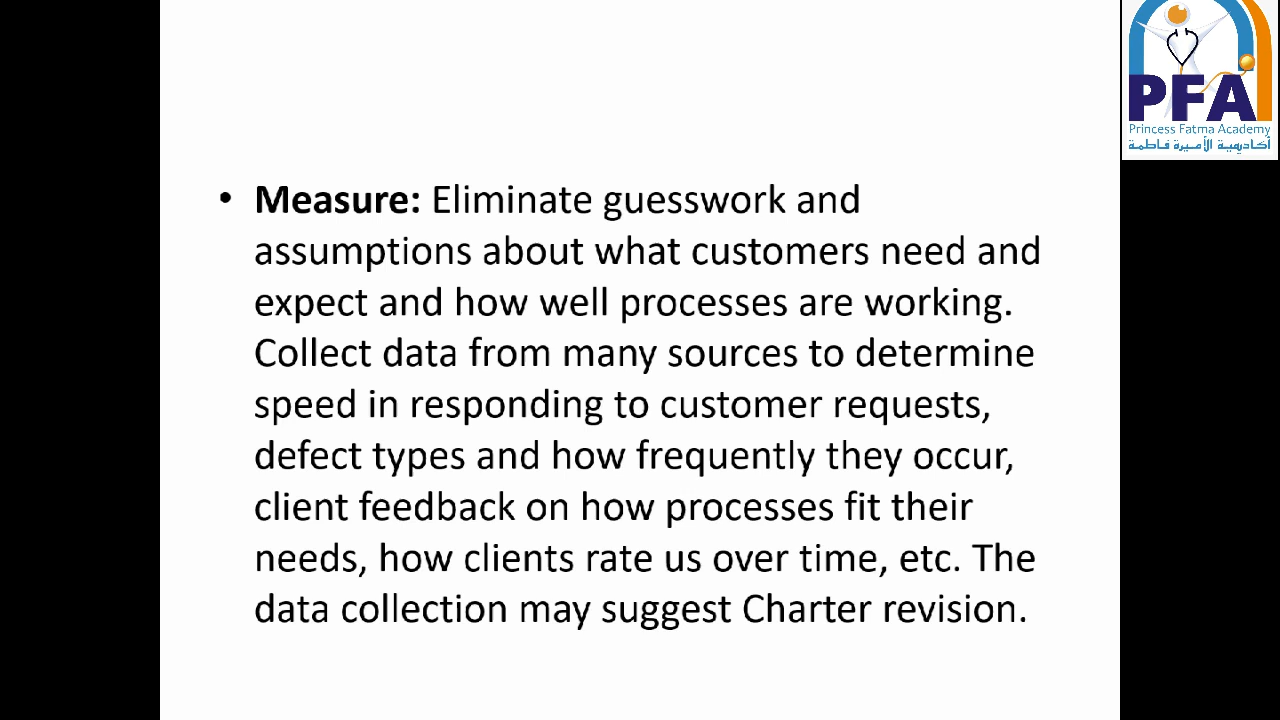 PFA
Princess Fatma Academy
أكاديمية الأميرة فاطمة
• Measure: Eliminate guesswork and
assumptions about what customers need and
expect and how well processes are working.
Collect data from many sources to determine
speed in responding to customer requests,
defect types and how frequently they occur,
client feedback on how processes fit their
needs, how clients rate us over time, etc. The
data collection may suggest Charter revision.